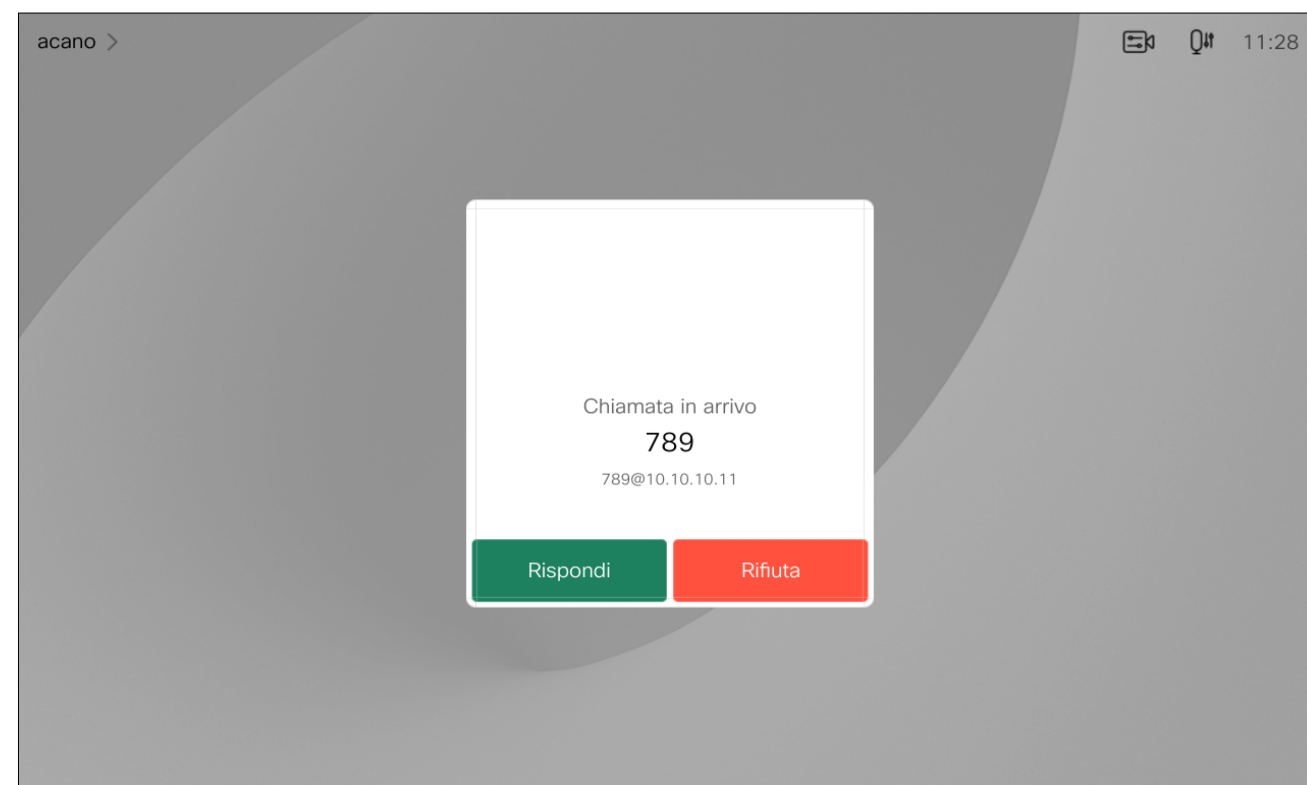 acano
11:28
Chiamata in arrivo
789
789@10.10.10.11
Rispondi
Rifiuta